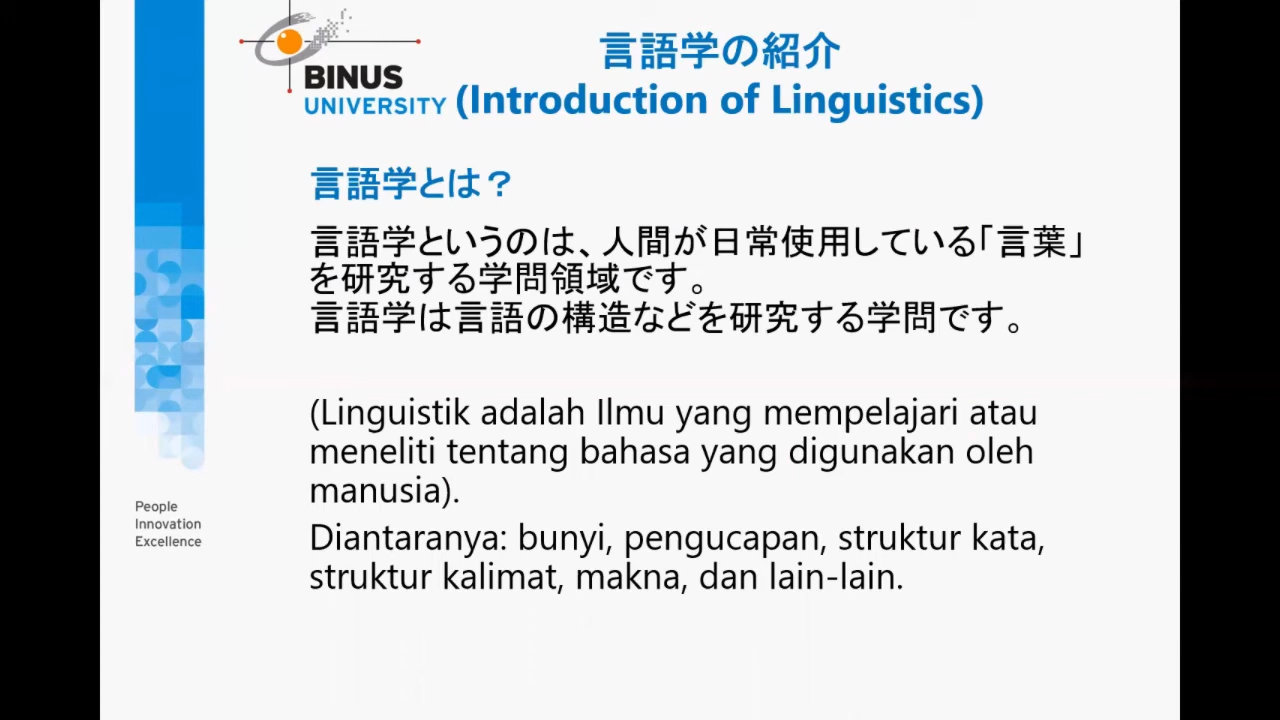 BINUS
UNIVERSITY
言語学の紹介
(Introduction of Linguistics)
言語学とは？
言語学というのは、人間が日常使用している「言葉」
を研究する学問領域です。
言語学は言語の構造などを研究する学問です。
(Linguistik adalah Ilmu yang mempelajari atau
meneliti tentang bahasa yang digunakan oleh
manusia).
Diantaranya: bunyi, pengucapan, struktur kata,
struktur kalimat, makna, dan lain-lain.
People
Innovation
Excellence